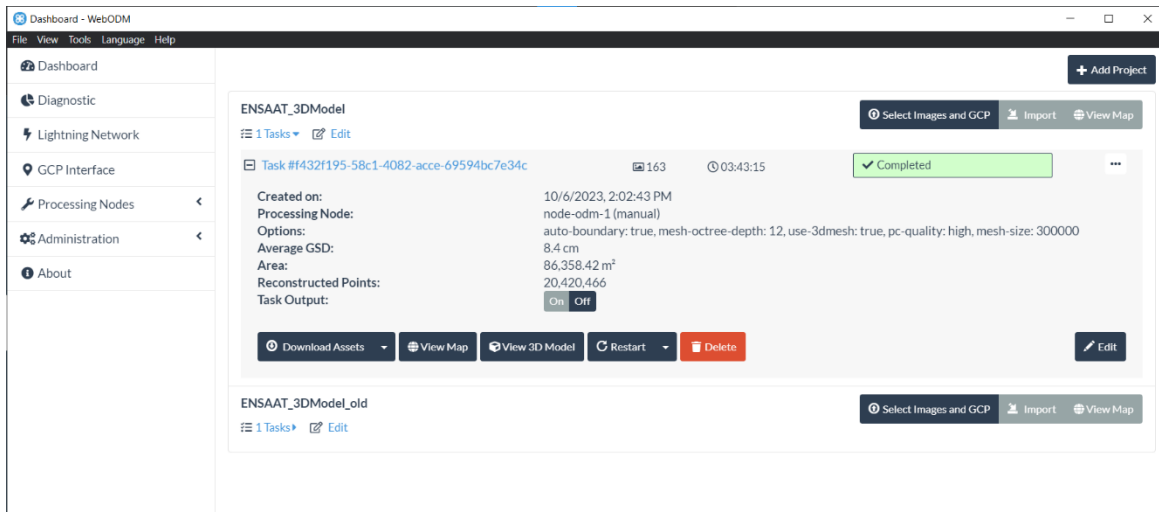 Dashboard - WebODM
File View Tools Language Help
Dashboard
Diagnostic
Lightning Network
GCP Interface
Processing Nodes
Administration
About
Add Project
ENSAAT_3DModel
Select Images and GCP Import View Map
1 Tasks Edit
Task #f432f195-58c1-4082-acce-69594bc7e34c 163 03:43:15 Completed
Created on: 10/6/2023, 2:02:43 PM
Processing Node: node-odm-1 (manual)
Options: auto-boundary: true, mesh-octree-depth: 12, use-3dmesh: true, pc-quality: high, mesh-size: 300000
Average GSD: 8.4 cm
Area: 86,358.42 m²
Reconstructed Points: 20,420,466
Task Output: On Off
Download Assets View Map View 3D Model Restart Delete Edit
ENSAAT_3DModel_old
Select Images and GCP Import View Map
1 Tasks Edit